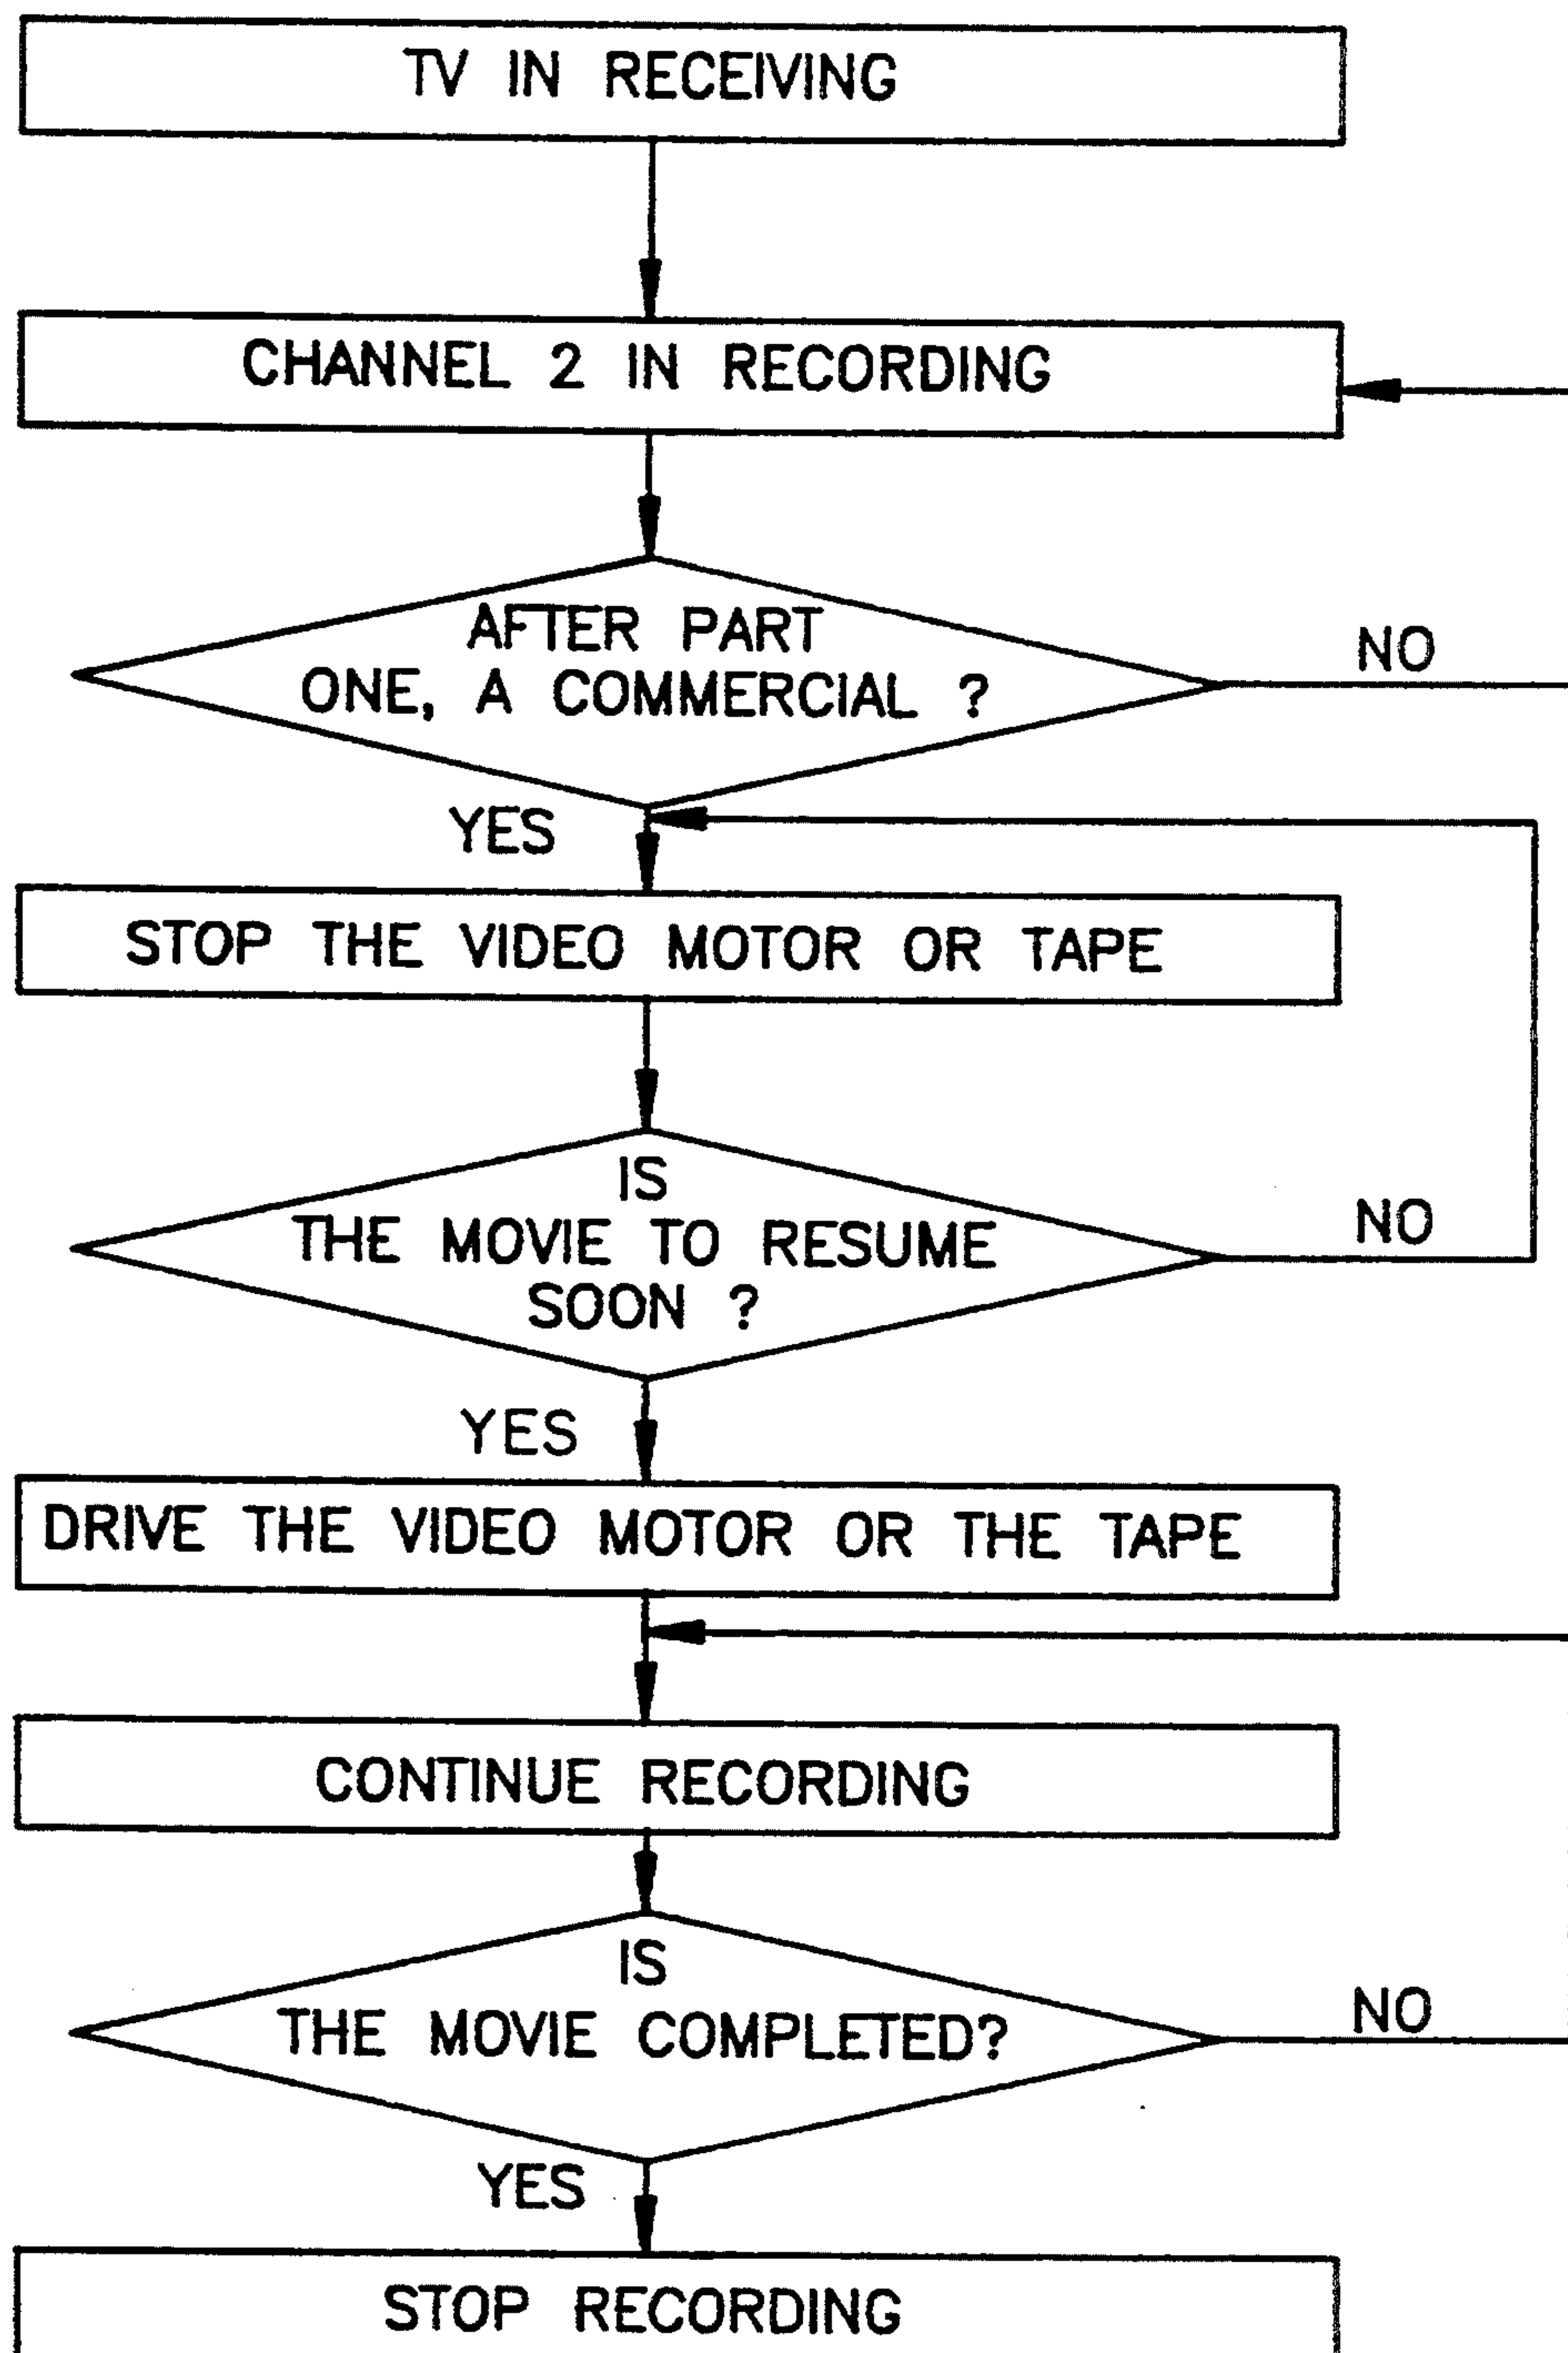 TV IN RECEIVING
CHANNEL 2 IN RECORDING
AFTER PART
ONE, A COMMERCIAL ?
NO
YES
STOP THE VIDEO MOTOR OR TAPE
IS
THE MOVIE TO RESUME
SOON ?
NO
YES
DRIVE THE VIDEO MOTOR OR THE TAPE
CONTINUE RECORDING
IS
THE MOVIE COMPLETED?
NO
YES
STOP RECORDING